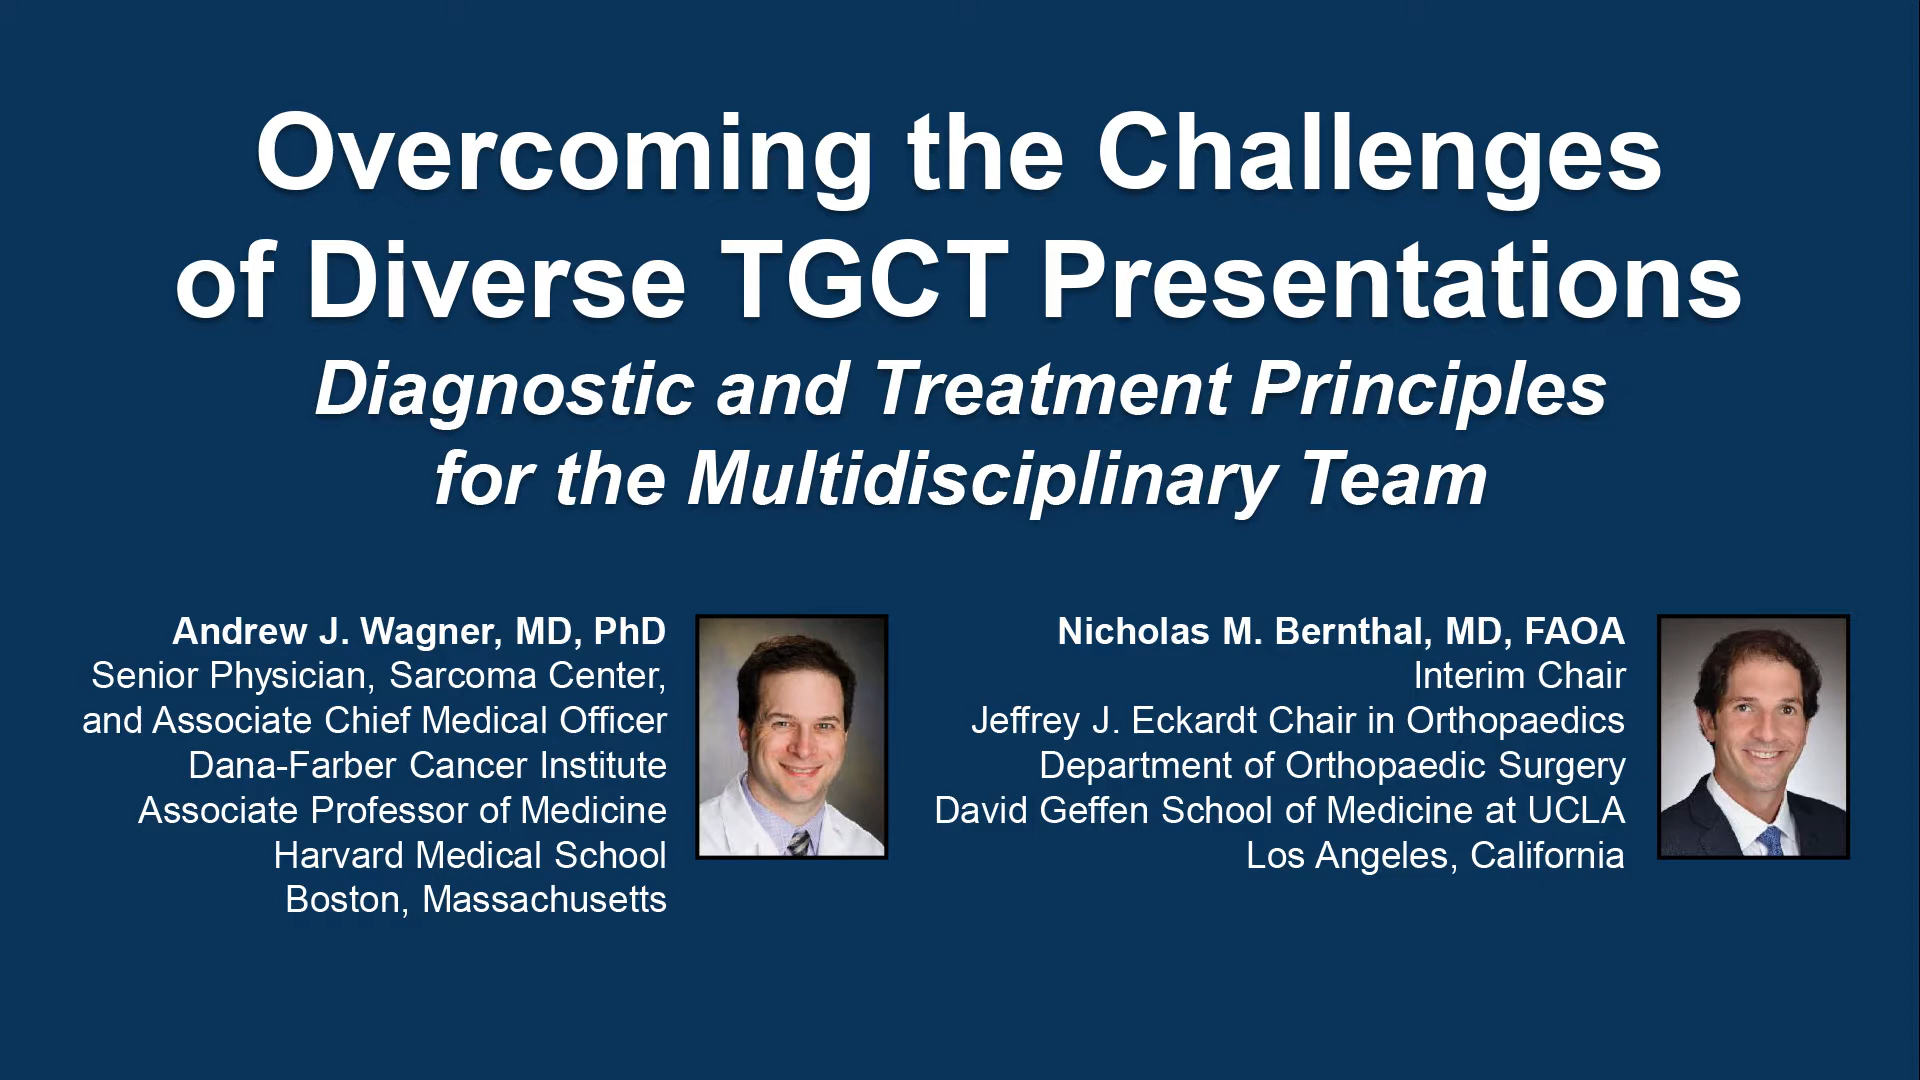 Overcoming the Challenges
of Diverse TGCT Presentations
Diagnostic and Treatment Principles
for the Multidisciplinary Team
Andrew J. Wagner, MD, PhD
Senior Physician, Sarcoma Center,
and Associate Chief Medical Officer
Dana-Farber Cancer Institute
Associate Professor of Medicine
Harvard Medical School
Boston, Massachusetts
Nicholas M. Bernthal, MD, FAOA
Interim Chair
Jeffrey J. Eckardt Chair in Orthopaedics
Department of Orthopaedic Surgery
David Geffen School of Medicine at UCLA
Los Angeles, California